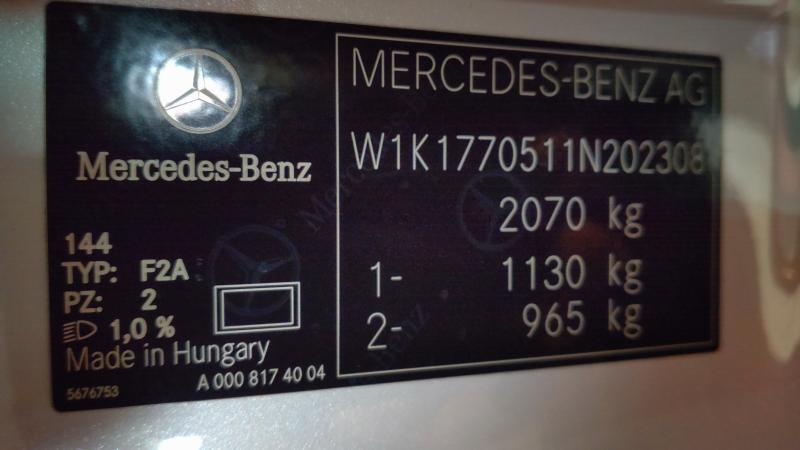 Mercedes-Benz
144
TYP: F2A
PZ: 2
1,0 %
Made in Hungary
5676753
A 000 817 40 04
MERCEDES-BENZ AG
W1K1770511N202308
2070 kg
1- 1130 kg
2- 965 kg